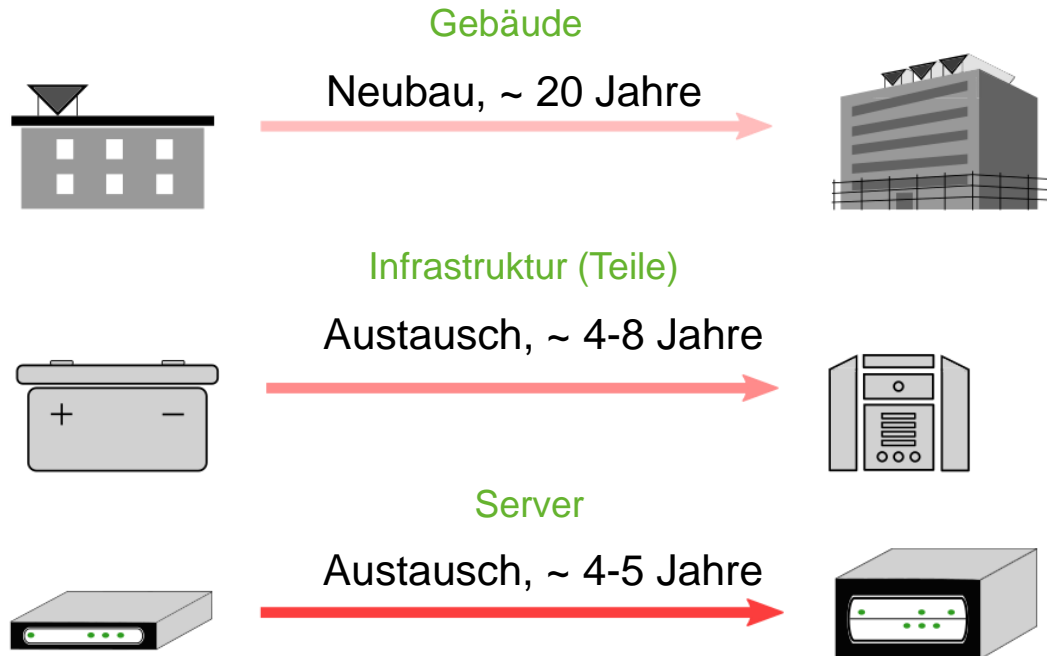 Gebäude
Neubau, ~ 20 Jahre
Infrastruktur (Teile)
Austausch, ~ 4-8 Jahre
+ −
Server
Austausch, ~ 4-5 Jahre